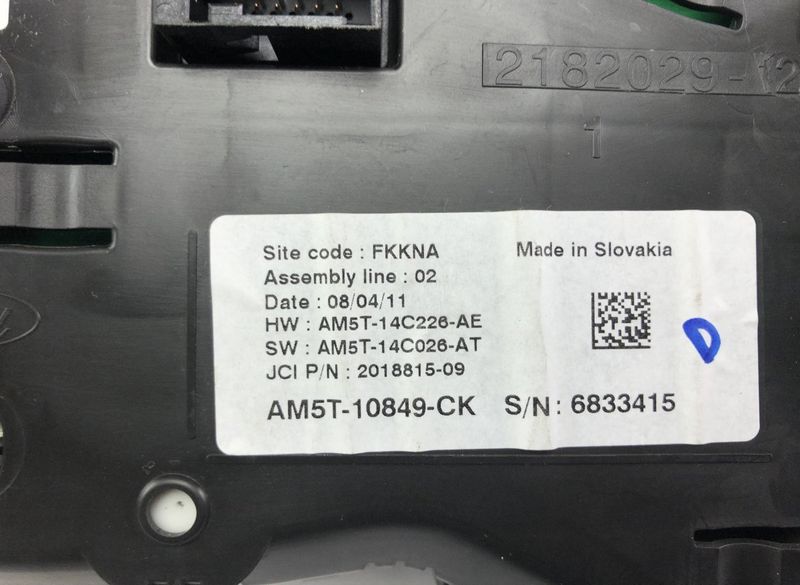 2182029-12
1
Site code : FKKNA
Made in Slovakia
Assembly line : 02
Date : 08/04/11
HW : AM5T-14C226-AE
SW : AM5T-14C026-AT
JCI P/N : 2018815-09
AM5T-10849-CK S/N : 6833415
D